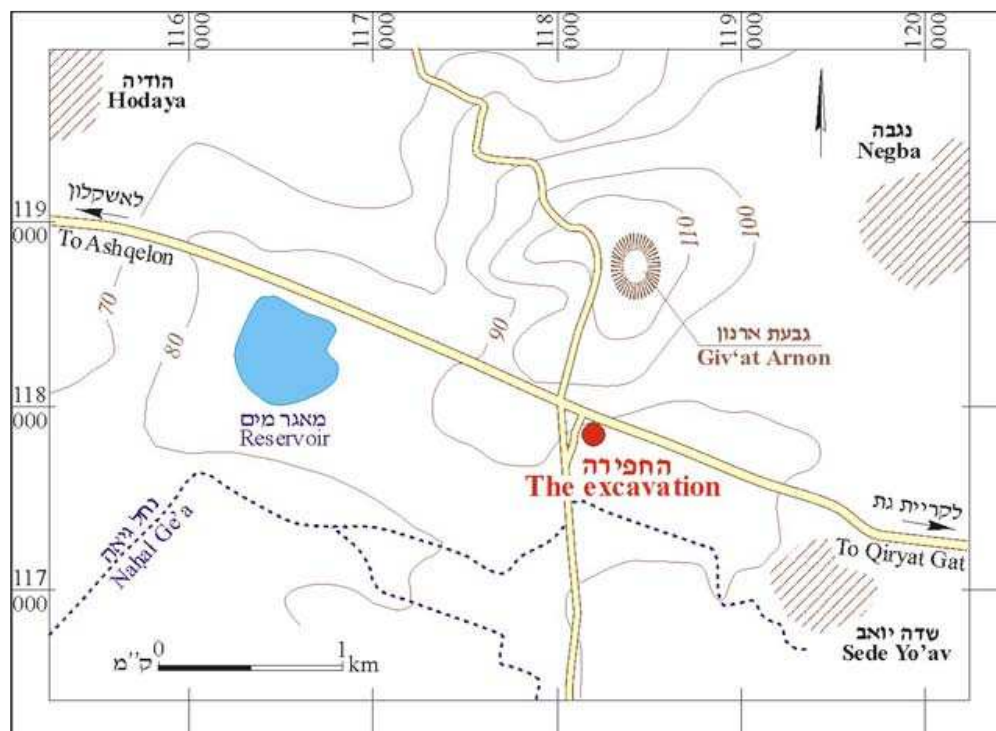 116
000
117
000
118
000
119
000
120
000
הודיה
Hodaya
נגבה
Negba
119
000
לאשקלון
To Ashqelon
110
100
70
80
90
גבעת ארנון
Giv‘at Arnon
118
000
מאגר מים
Reservoir
החפירה
The excavation
נחל גיאה
Nahal Ge’a
לקריית גת
To Qiryat Gat
117
000
שדה יואב
Sede Yo’av
0 1
ק''מ km